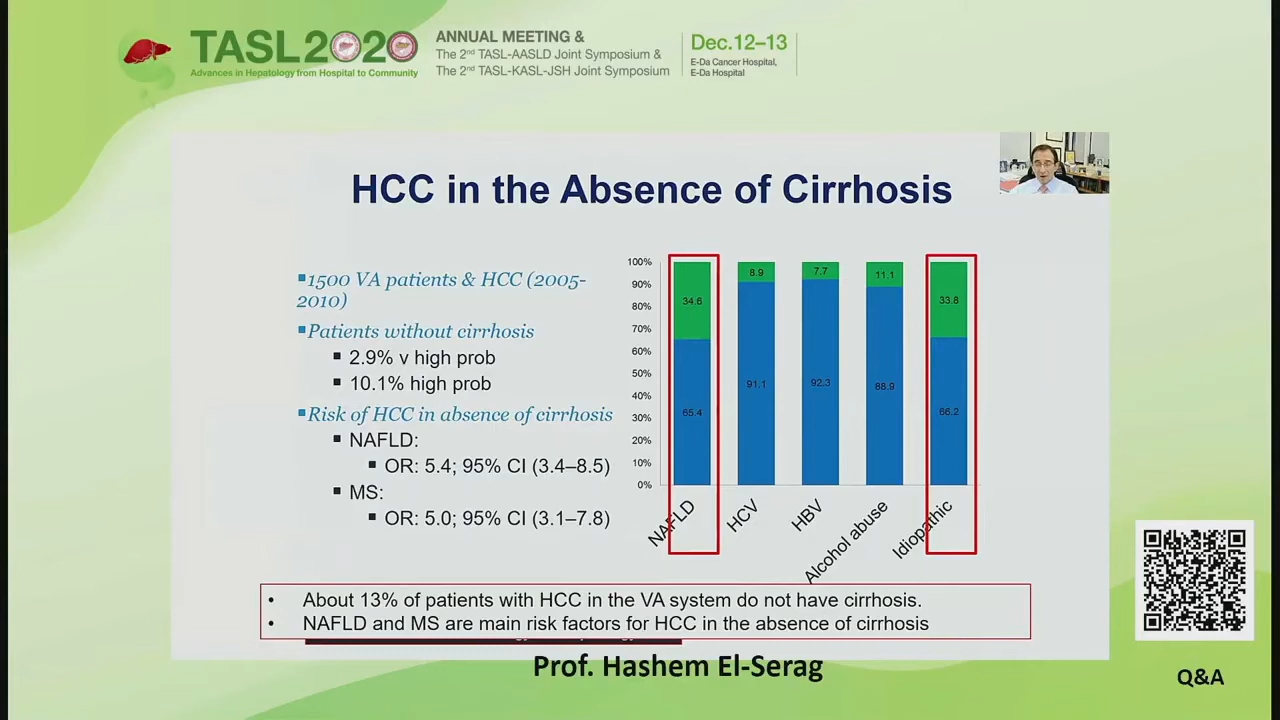 TASL2020
Advances in Hepatology from Hospital to Community
ANNUAL MEETING &
The 2nd TASL-AASLD Joint Symposium &
The 2nd TASL-KASL-JSH Joint Symposium
Dec.12–13
E-Da Cancer Hospital,
E-Da Hospital
HCC in the Absence of Cirrhosis
▪1500 VA patients & HCC (2005-
2010)
▪Patients without cirrhosis
▪ 2.9% v high prob
▪ 10.1% high prob
▪Risk of HCC in absence of cirrhosis
▪ NAFLD:
▪ OR: 5.4; 95% CI (3.4–8.5)
▪ MS:
▪ OR: 5.0; 95% CI (3.1–7.8)
100%
90%
80%
70%
60%
50%
40%
30%
20%
10%
0%
34.6 8.9 7.7 11.1 33.8
65.4 91.1 92.3 88.9 66.2
NAFLD HCV HBV Alcohol abuse Idiopathic
• About 13% of patients with HCC in the VA system do not have cirrhosis.
• NAFLD and MS are main risk factors for HCC in the absence of cirrhosis
Prof. Hashem El-Serag
Q&A